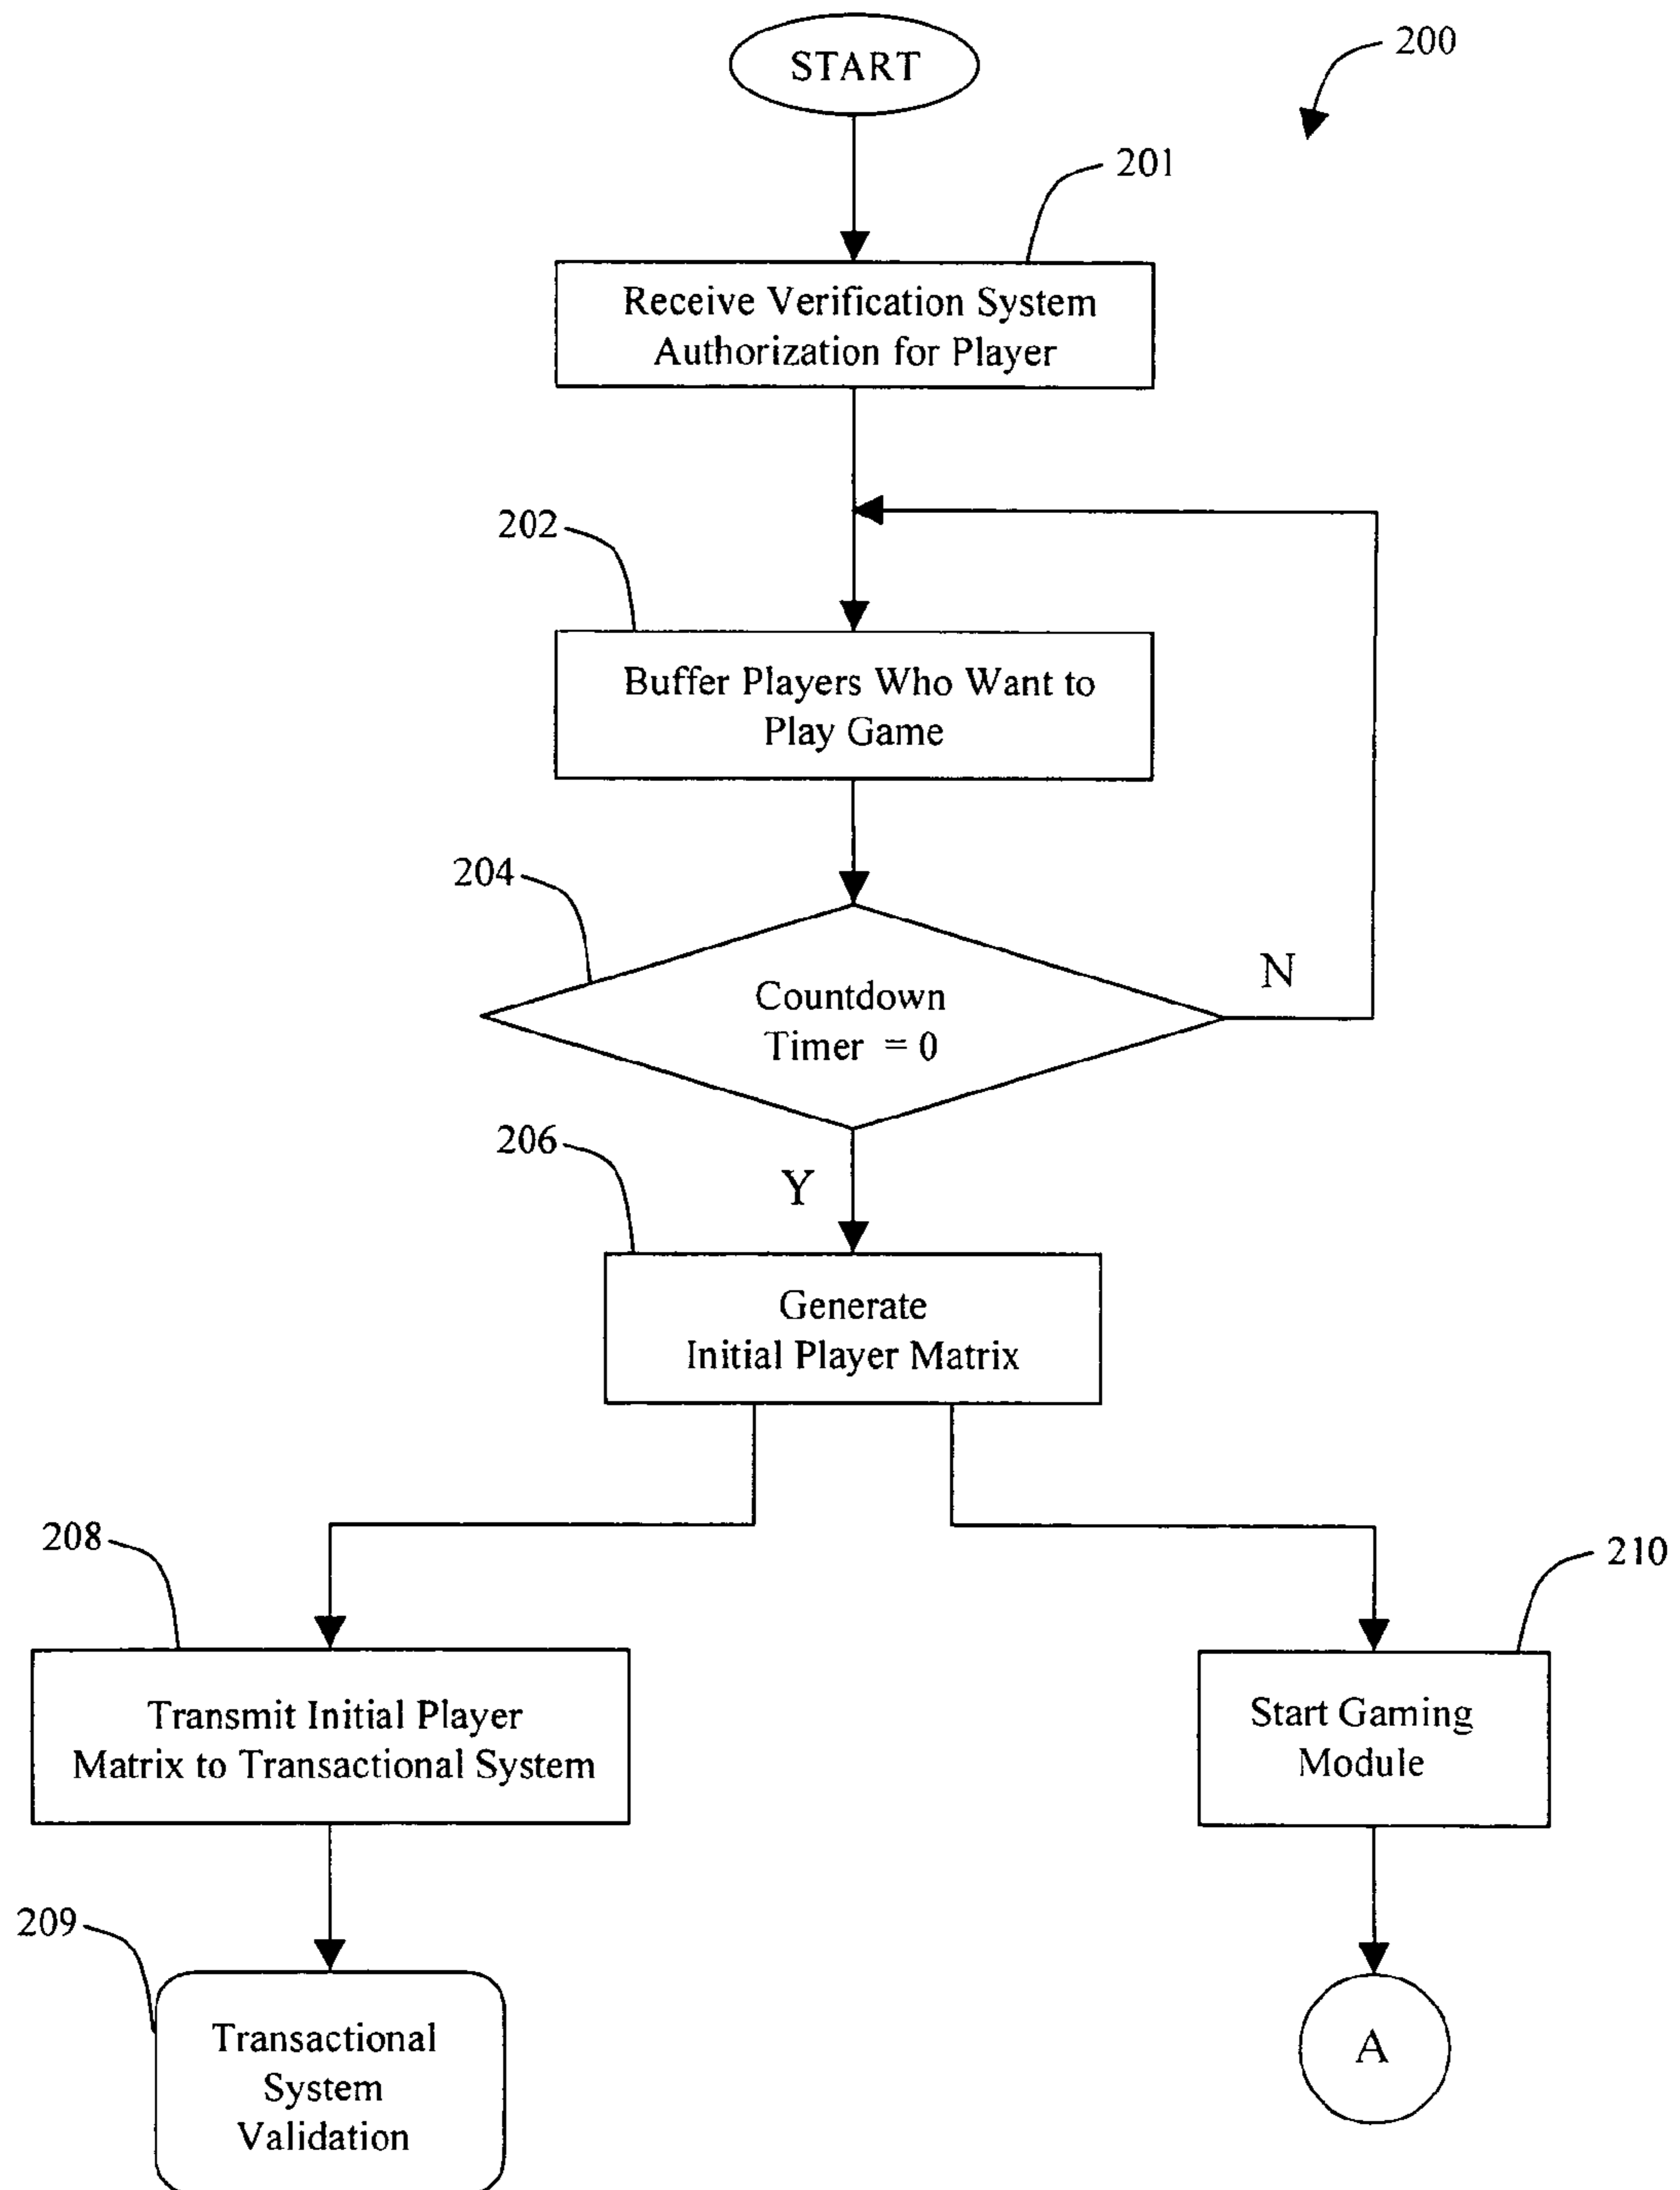 START
200
201
Receive Verification System
Authorization for Player
202
Buffer Players Who Want to
Play Game
204
Countdown
Timer = 0
N
206
Y
Generate
Initial Player Matrix
208
210
Transmit Initial Player
Matrix to Transactional System
Start Gaming
Module
209
Transactional
System
Validation
A